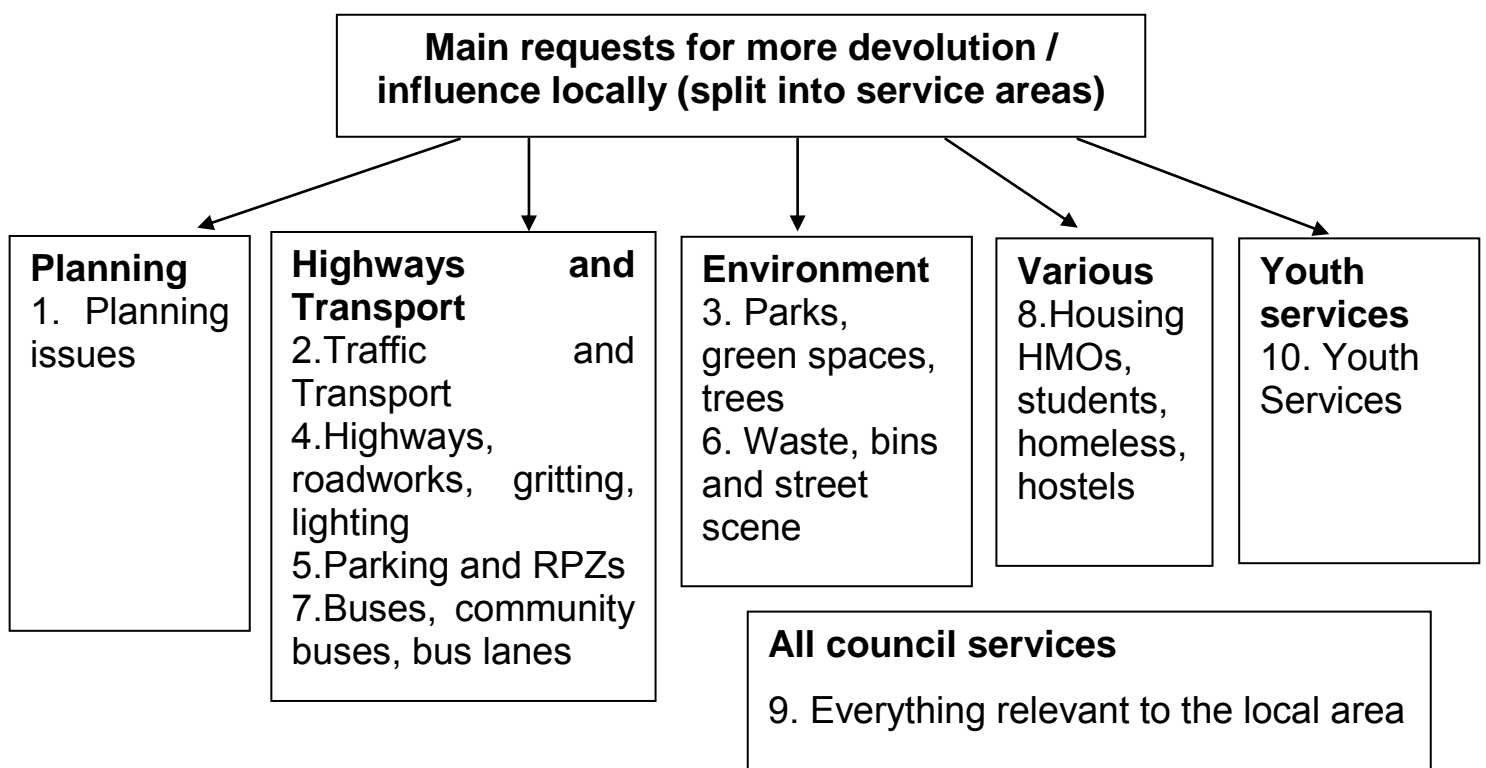 Main requests for more devolution /
influence locally (split into service areas)
Planning
1. Planning
issues
Highways and
Transport
2.Traffic and
Transport
4.Highways,
roadworks, gritting,
lighting
5.Parking and RPZs
7.Buses, community
buses, bus lanes
Environment
3. Parks,
green spaces,
trees
6. Waste, bins
and street
scene
Various
8.Housing
HMOs,
students,
homeless,
hostels
Youth
services
10. Youth
Services
All council services
9. Everything relevant to the local area